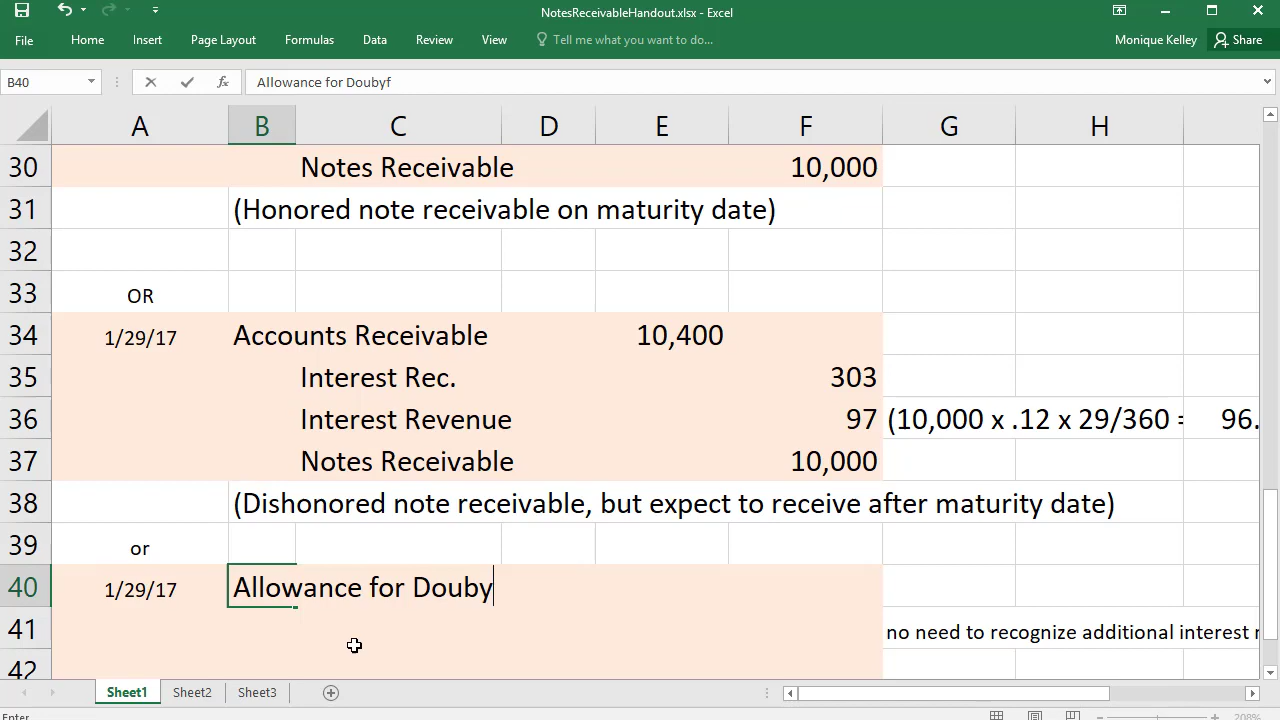 NotesReceivableHandout.xlsx - Excel
File Home Insert Page Layout Formulas Data Review View Tell me what you want to do... Monique Kelley Share
B40 fx Allowance for Doubyf
A B C D E F G H
30 Notes Receivable 10,000
31 (Honored note receivable on maturity date)
32
33 OR
34 1/29/17 Accounts Receivable 10,400
35 Interest Rec. 303
36 Interest Revenue 97 (10,000 x .12 x 29/360 = 96.
37 Notes Receivable 10,000
38 (Dishonored note receivable, but expect to receive after maturity date)
39 or
40 1/29/17 Allowance for Douby
41 no need to recognize additional interest r
42
Sheet1 Sheet2 Sheet3
Enter 208%